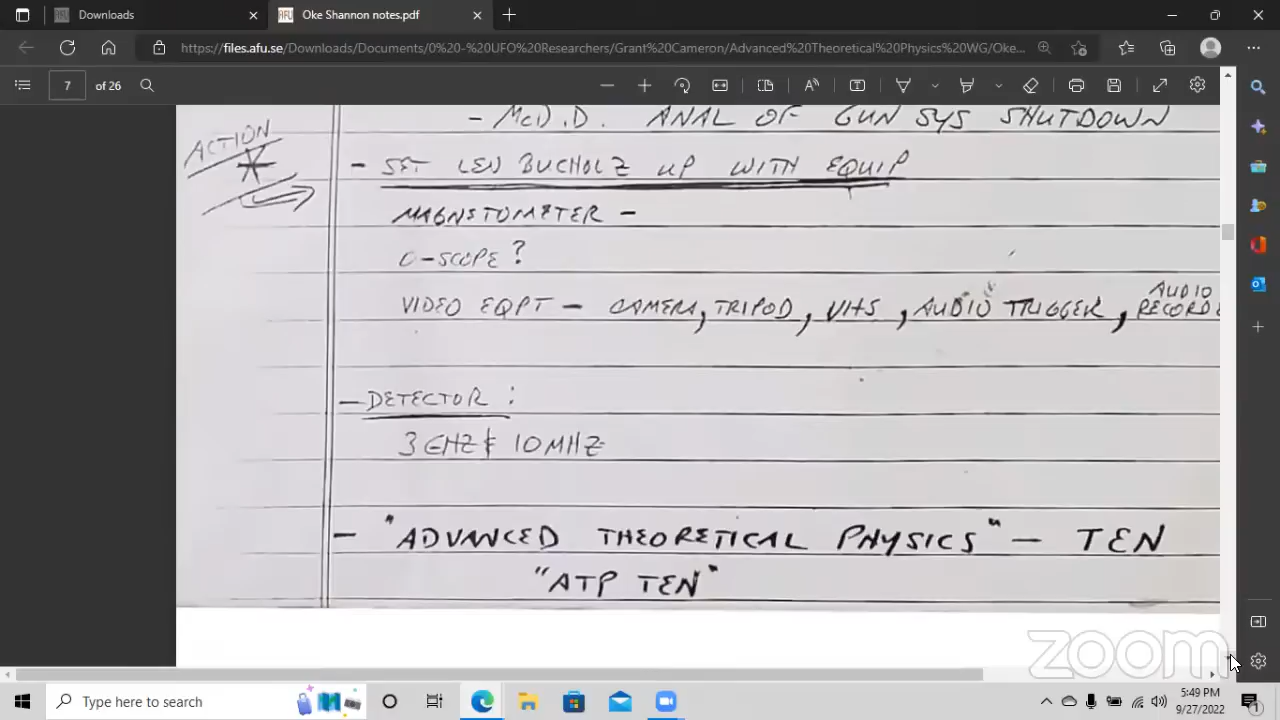 Downloads
Oke Shannon notes.pdf
https://files.afu.se/Downloads/Documents/0%20-%20UFO%20Researchers/Grant%20Cameron/Advanced%20Theoretical%20Physics%20WG/Oke...
7 of 26
- McD.D. ANAL OF GUN SYS SHUTDOWN
ACTION
- SET LEW BUCHOLZ UP WITH EQUIP
MAGNETOMETER -
O-SCOPE?
VIDEO EQPT - CAMERA, TRIPOD, VHS, AUDIO TRIGGER, AUDIO RECORD
- DETECTOR:
3 GHZ & 10 MHZ
- "ADVANCED THEORETICAL PHYSICS" - TEN
"ATP TEN"
zoom
Type here to search
5:49 PM
9/27/2022